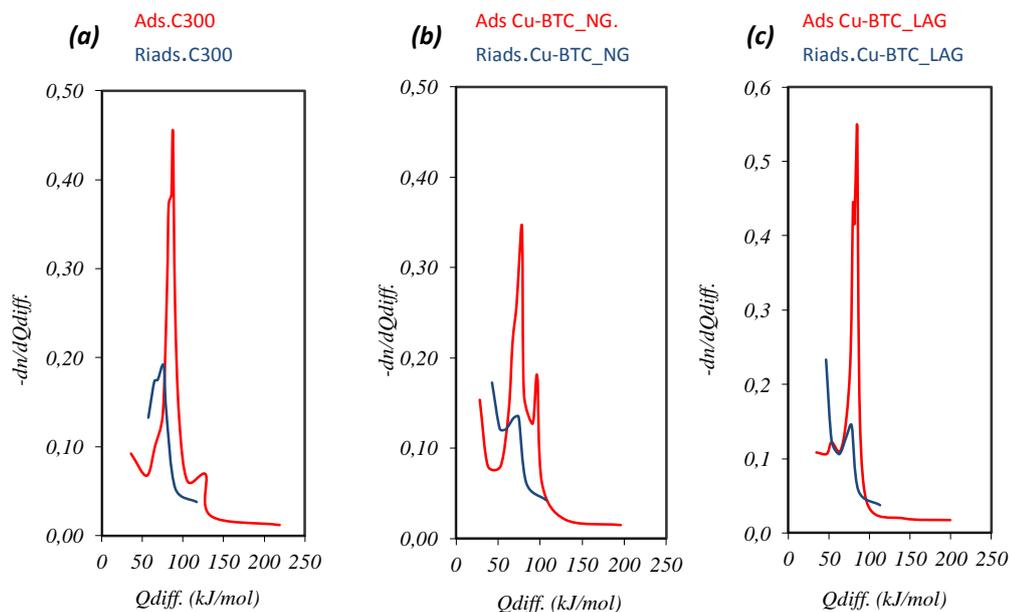 (a)
Ads.C300
Riads.C300
0,50
0,40
0,30
0,20
0,10
0,00
-dn/dQdiff.
0 50 100 150 200 250
Qdiff. (kJ/mol)
(b)
Ads Cu-BTC_NG.
Riads.Cu-BTC_NG
0,50
0,40
0,30
0,20
0,10
0,00
-dn/dQdiff.
0 50 100 150 200 250
Qdiff. (kJ/mol)
(c)
Ads Cu-BTC_LAG
Riads.Cu-BTC_LAG
0,6
0,5
0,4
0,3
0,2
0,1
0,0
-dn/dQdiff.
0 50 100 150 200 250
Qdiff. (kJ/mol)